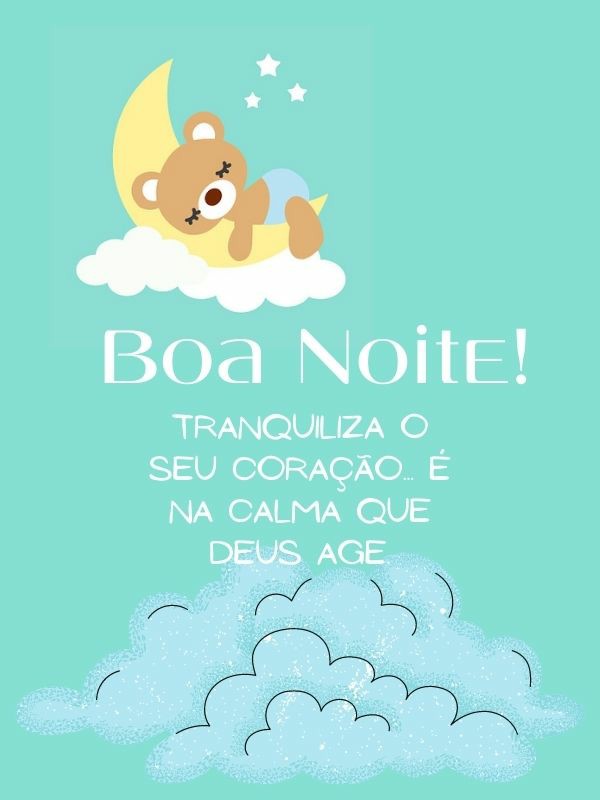 Boa Noite!
TRANQUILIZA O
SEU CORAÇÃO... É
NA CALMA QUE
DEUS AGE